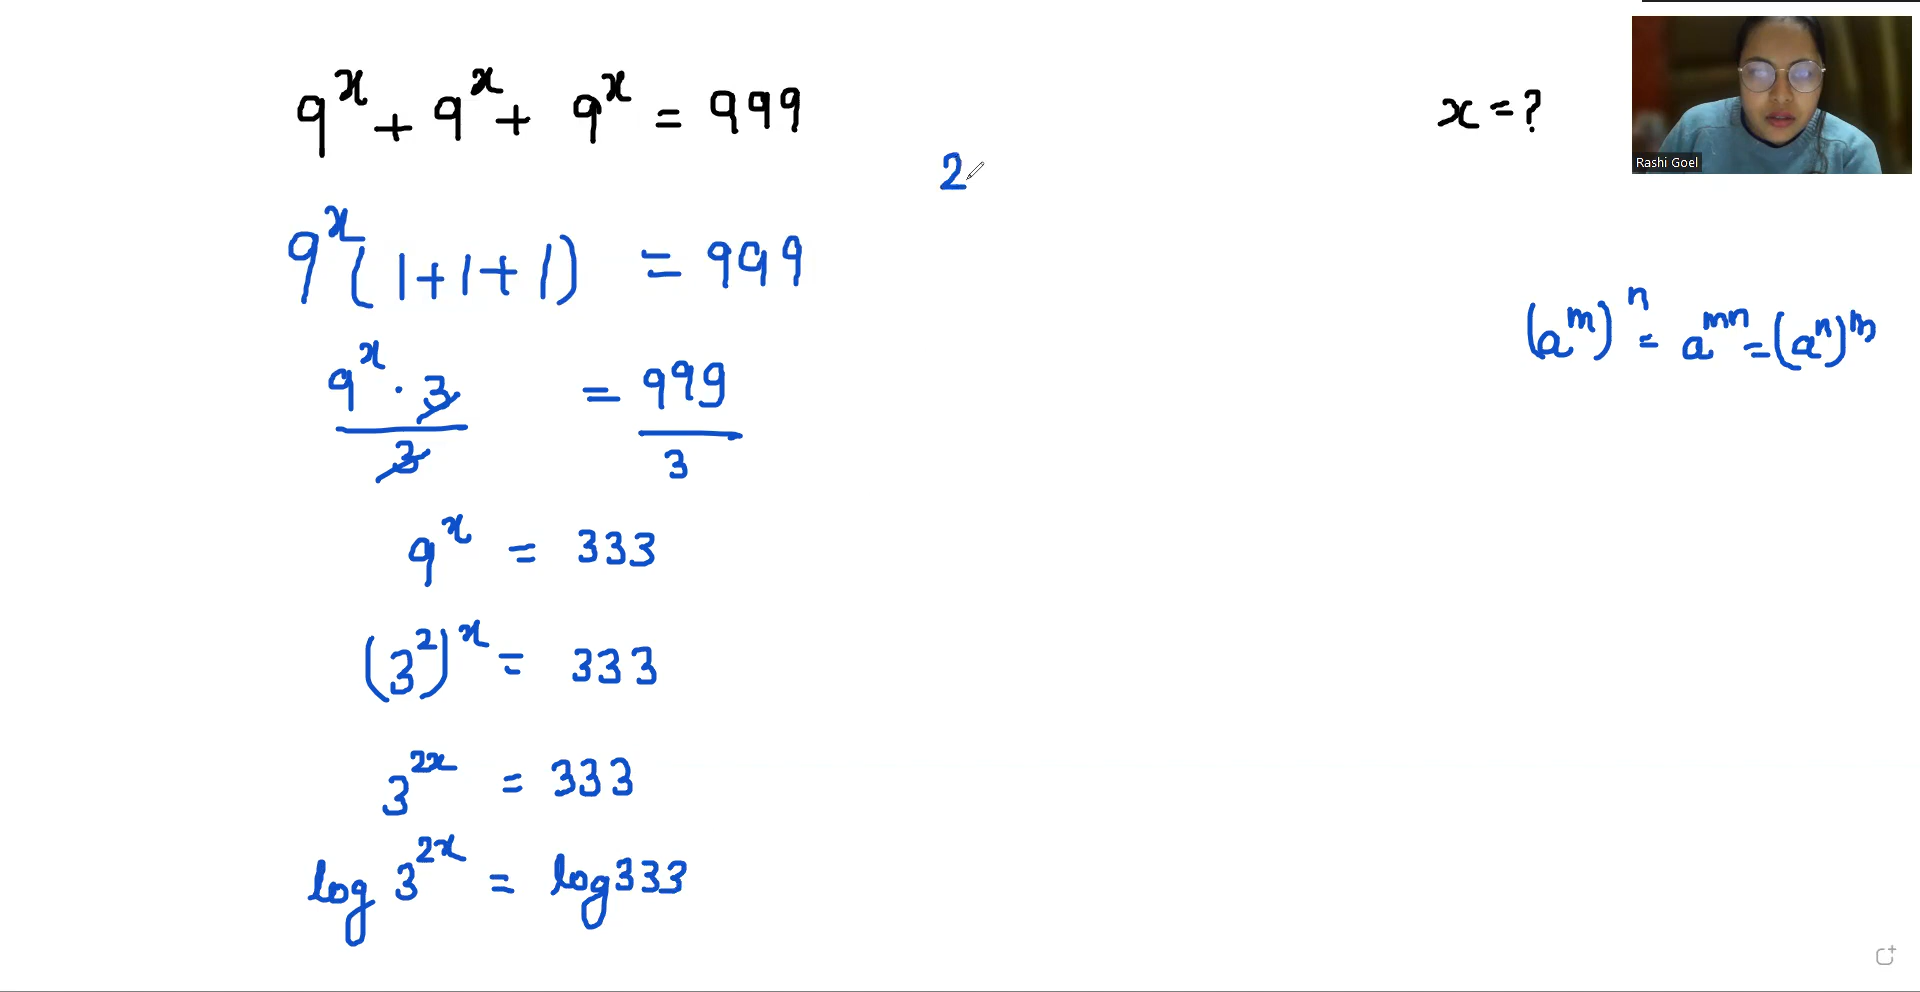 9^x + 9^x + 9^x = 999
x = ?
Rashi Goel
2
9^x (1+1+1) = 999
(a^m)^n = a^mn = (a^n)^m
9^x · 3 = 999
3 3
9^x = 333
(3^2)^x = 333
3^2x = 333
log 3^2x = log 333